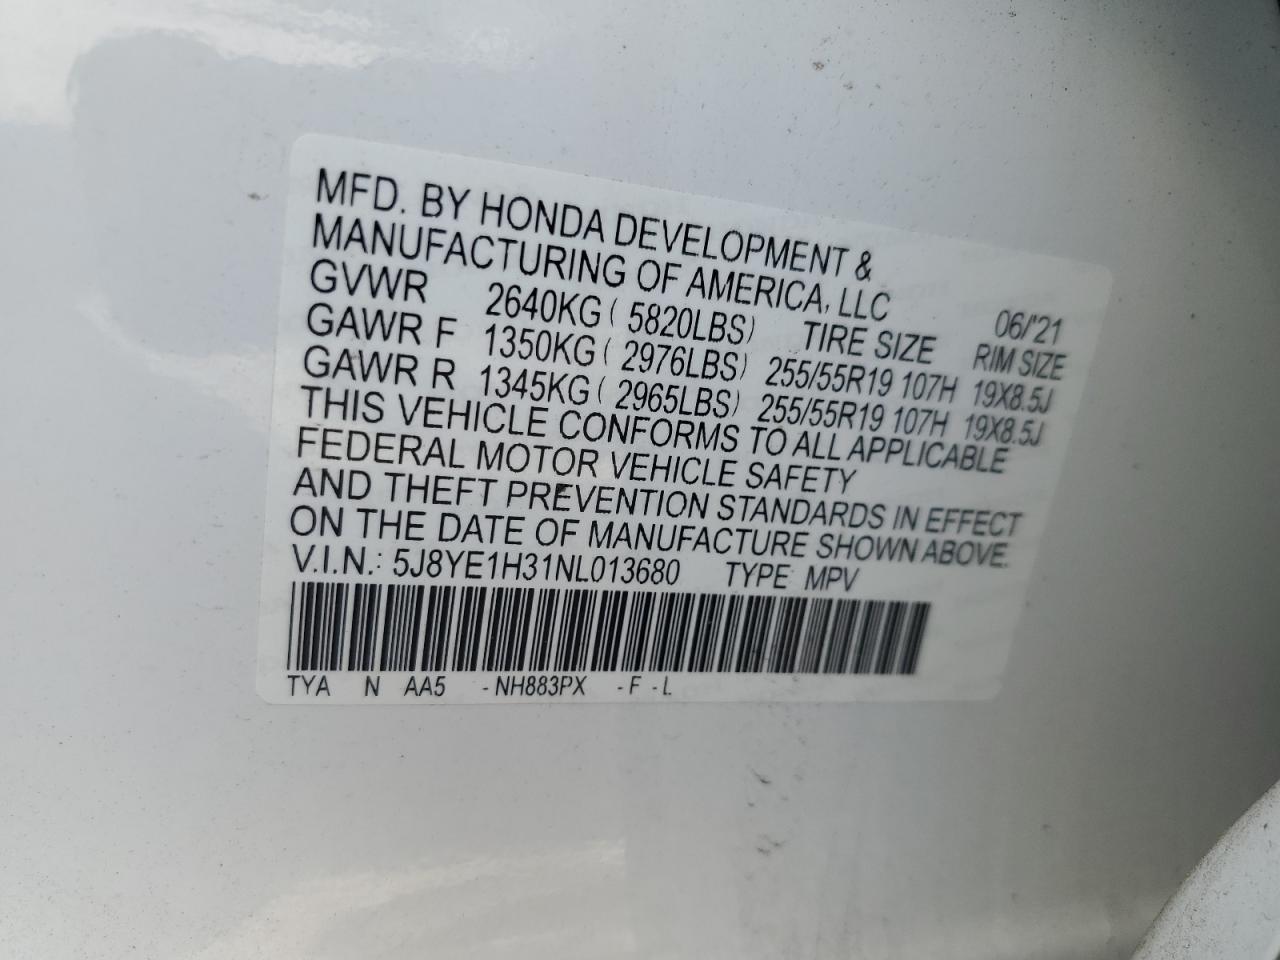 MFD. BY HONDA DEVELOPMENT &
MANUFACTURING OF AMERICA, LLC 06/'21
GVWR 2640KG ( 5820LBS) TIRE SIZE RIM SIZE
GAWR F 1350KG ( 2976LBS) 255/55R19 107H 19X8.5J
GAWR R 1345KG ( 2965LBS) 255/55R19 107H 19X8.5J
THIS VEHICLE CONFORMS TO ALL APPLICABLE
FEDERAL MOTOR VEHICLE SAFETY
AND THEFT PREVENTION STANDARDS IN EFFECT
ON THE DATE OF MANUFACTURE SHOWN ABOVE.
V.I.N.: 5J8YE1H31NL013680 TYPE: MPV
TYA N AA5 -NH883PX -F -L